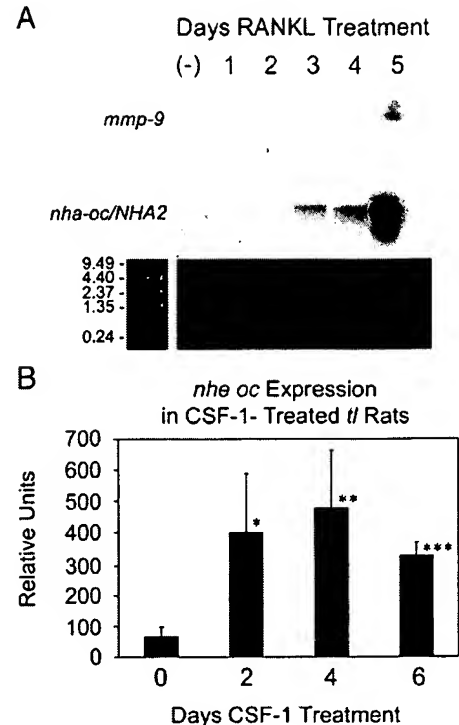 A
Days RANKL Treatment
(-) 1 2 3 4 5
mmp-9
nha-oc/NHA2
9.49 -
4.40 -
2.37 -
1.35 -
0.24 -
B
nhe oc Expression
in CSF-1- Treated tl Rats
Relative Units
700
600
500
400
300
200
100
0
*
**
***
0 2 4 6
Days CSF-1 Treatment